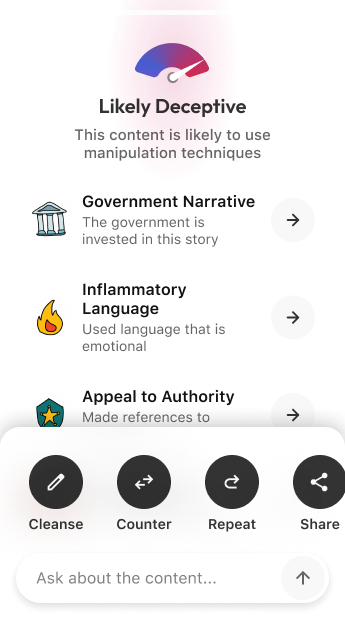 Likely Deceptive
This content is likely to use
manipulation techniques
Government Narrative
The government is
invested in this story
Inflammatory
Language
Used language that is
emotional
Appeal to Authority
Made references to
Cleanse
Counter
Repeat
Share
Ask about the content...